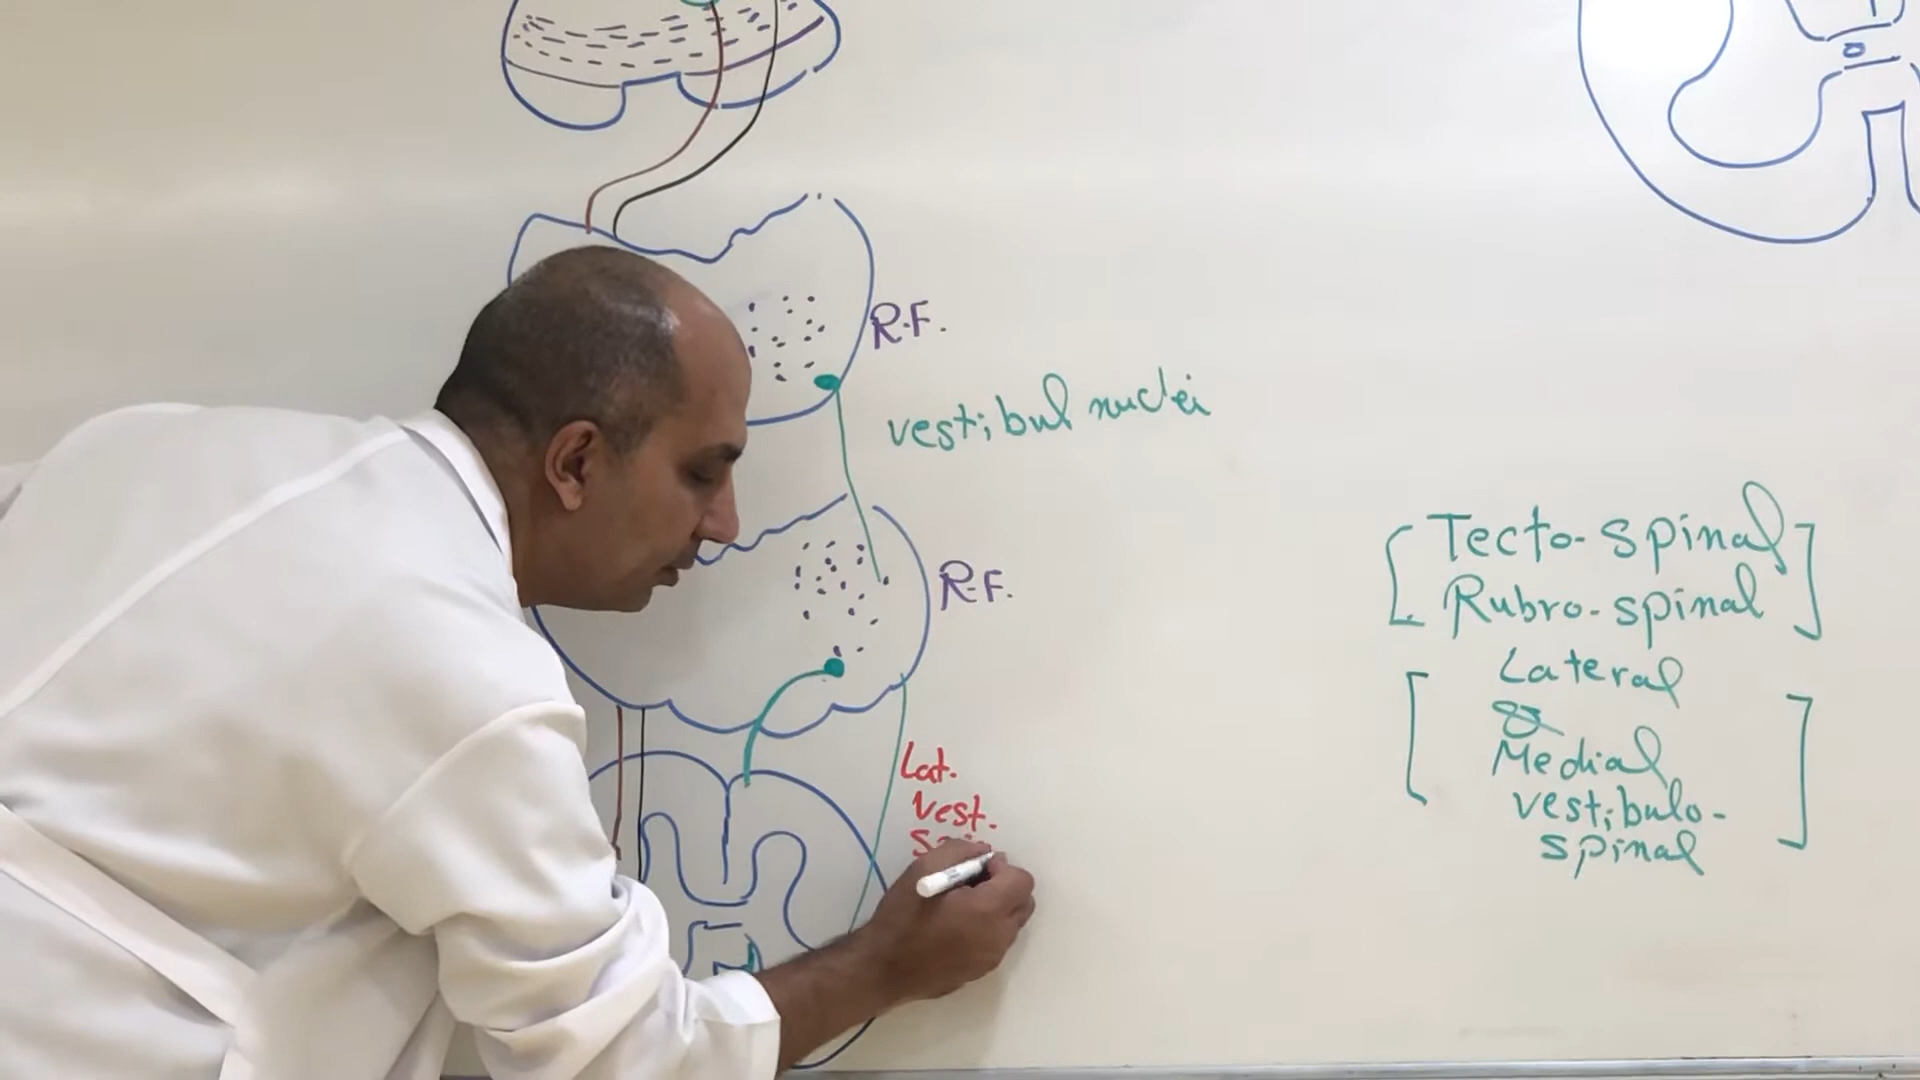 R.F.
vestibul nuclei
R.F.
Lat.
Vest.
Tecto-spinal
Rubro-spinal
Lateral
&
Medial
vestibulo-
spinal